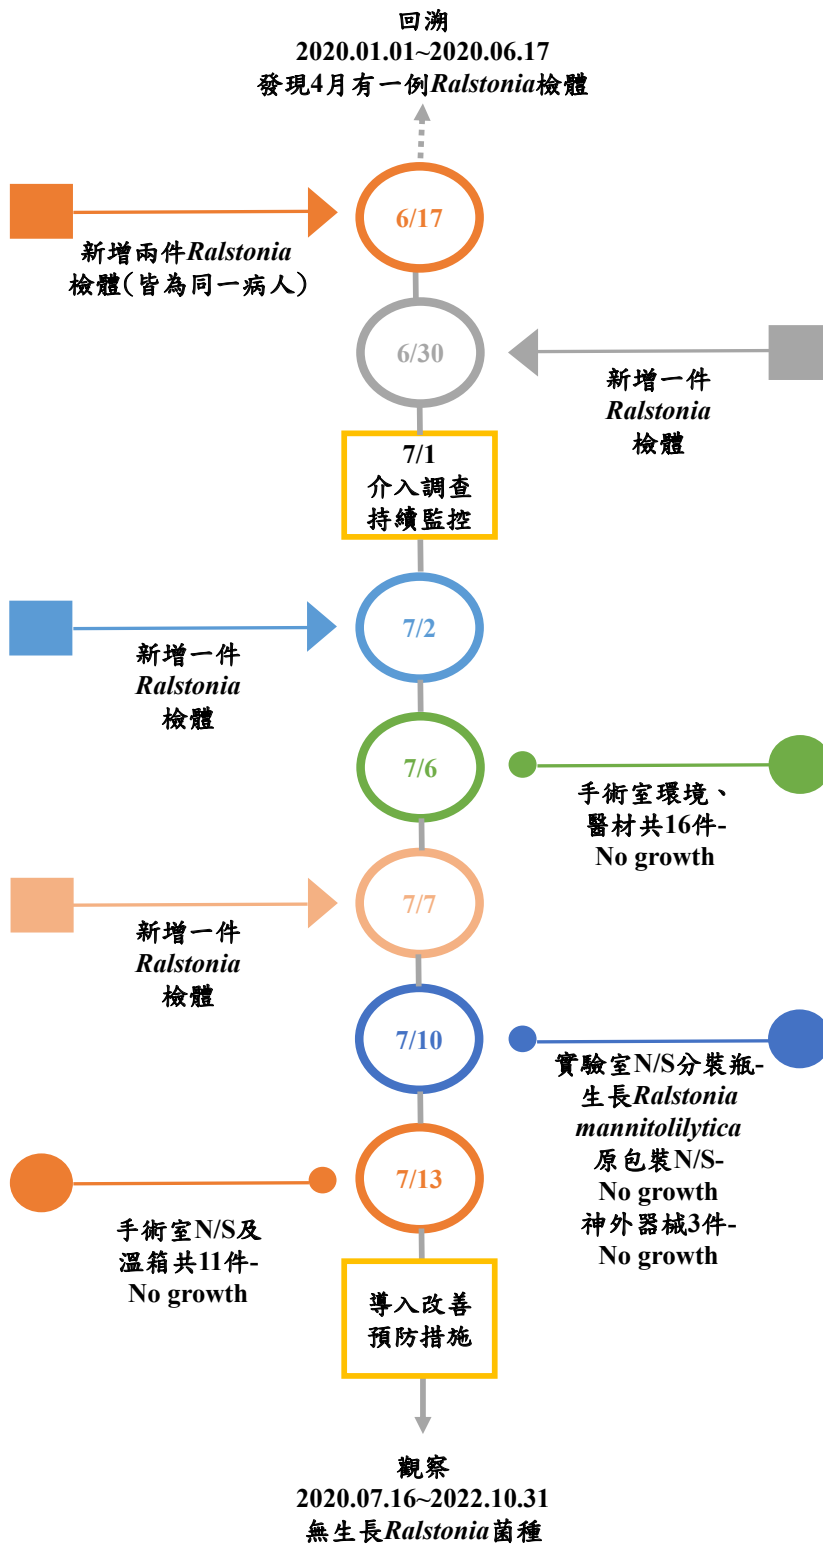 回溯
2020.01.01~2020.06.17
發現4月有一例Ralstonia檢體
6/17
新增兩件Ralstonia
檢體(皆為同一病人)
6/30
新增一件
Ralstonia
檢體
7/1
介入調查
持續監控
7/2
新增一件
Ralstonia
檢體
7/6
手術室環境、
醫材共16件-
No growth
7/7
新增一件
Ralstonia
檢體
7/10
實驗室N/S分裝瓶-
生長Ralstonia
mannitolilytica
原包裝N/S-
No growth
神外器械3件-
No growth
7/13
手術室N/S及
溫箱共11件-
No growth
導入改善
預防措施
觀察
2020.07.16~2022.10.31
無生長Ralstonia菌種